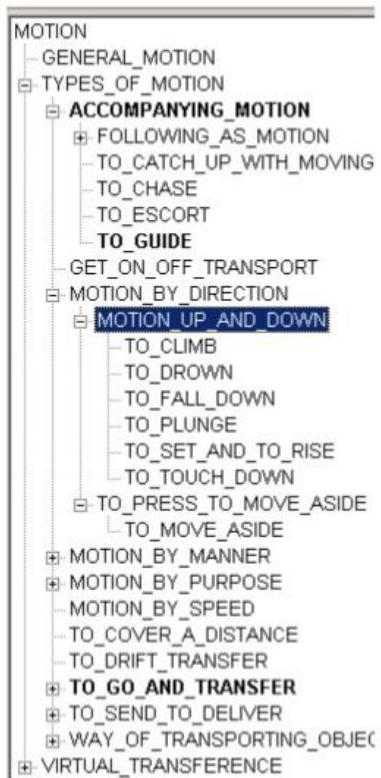 MOTION
GENERAL_MOTION
TYPES_OF_MOTION
ACCOMPANYING_MOTION
FOLLOWING_AS_MOTION
TO_CATCH_UP_WITH_MOVING
TO_CHASE
TO_ESCORT
TO_GUIDE
GET_ON_OFF_TRANSPORT
MOTION_BY_DIRECTION
MOTION_UP_AND_DOWN
TO_CLIMB
TO_DROWN
TO_FALL_DOWN
TO_PLUNGE
TO_SET_AND_TO_RISE
TO_TOUCH_DOWN
TO_PRESS_TO_MOVE_ASIDE
TO_MOVE_ASIDE
MOTION_BY_MANNER
MOTION_BY_PURPOSE
MOTION_BY_SPEED
TO_COVER_A_DISTANCE
TO_DRIFT_TRANSFER
TO_GO_AND_TRANSFER
TO_SEND_TO_DELIVER
WAY_OF_TRANSPORTING_OBJEC
VIRTUAL_TRANSFERENCE